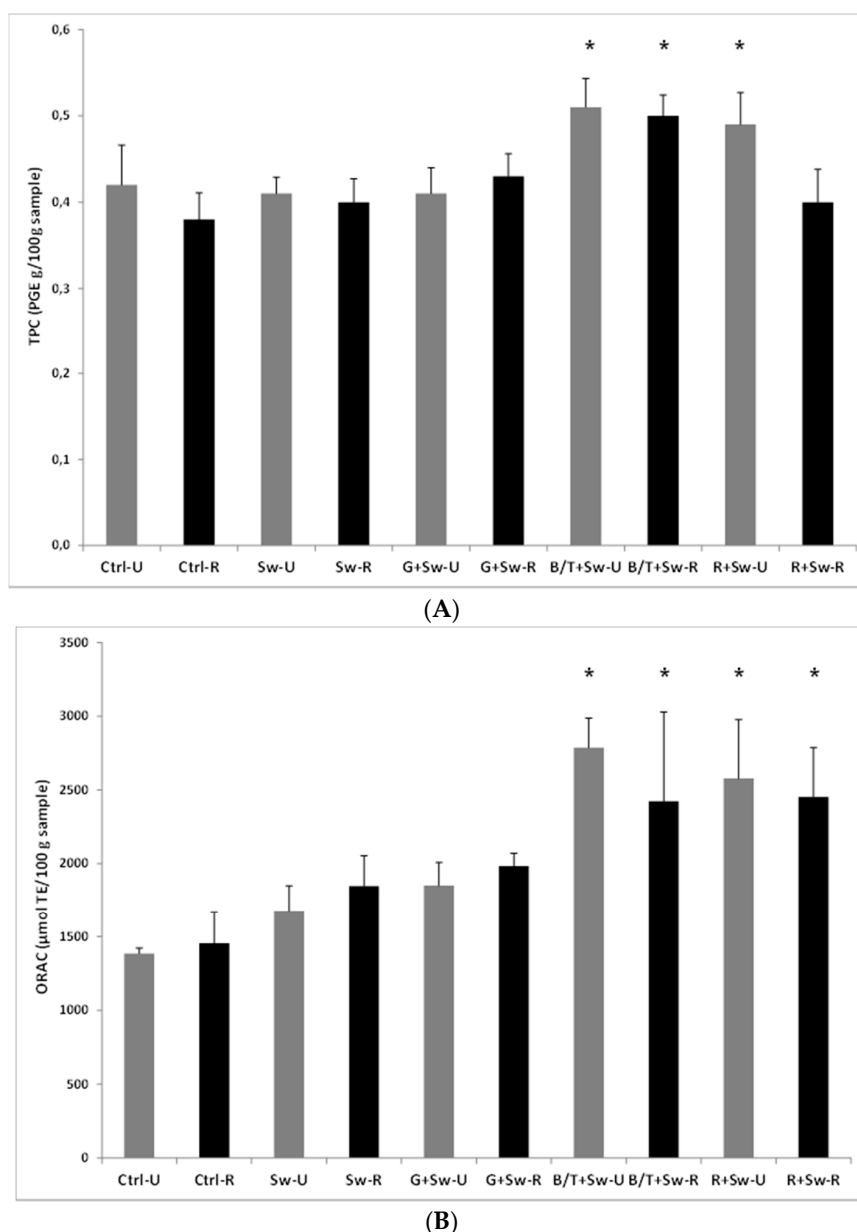 0,6
* * *
0,5
0,4
0,3
0,2
0,1
0,0
TPC (PGE g/100g sample)
Ctrl-U Ctrl-R Sw-U Sw-R G+Sw-U G+Sw-R B/T+Sw-U B/T+Sw-R R+Sw-U R+Sw-R
(A)
3500
* * * *
3000
2500
2000
1500
1000
500
0
ORAC (µmol TE/100 g sample)
Ctrl-U Ctrl-R Sw-U Sw-R G+Sw-U G+Sw-R B/T+Sw-U B/T+Sw-R R+Sw-U R+Sw-R
(B)